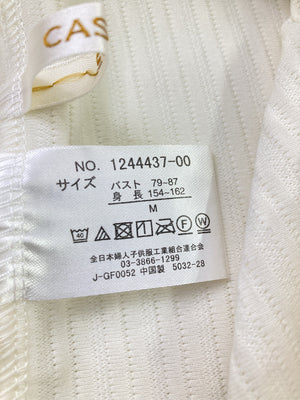 CAS
NO. 1244437-00
サイズ バスト 79~87
身長 154~162
M
40
全日本婦人子供服工業組合連合会
03-3866-1299
J-GF0052 中国製 5032-28